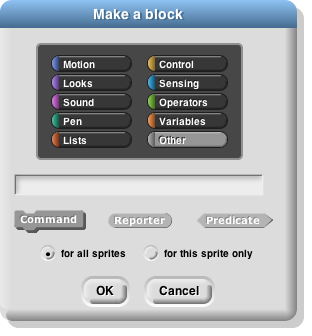 Make a block
Motion Control
Looks Sensing
Sound Operators
Pen Variables
Lists Other
Command Reporter Predicate
for all sprites for this sprite only
OK Cancel